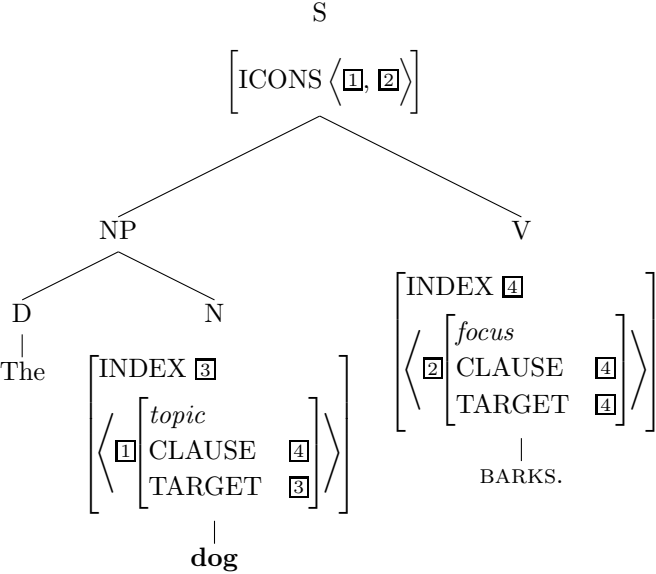 S
ICONS ⟨1, 2⟩
NP
V
D
N
The
INDEX 3
1 topic
CLAUSE 4
TARGET 3
dog
INDEX 4
2 focus
CLAUSE 4
TARGET 4
BARKS.